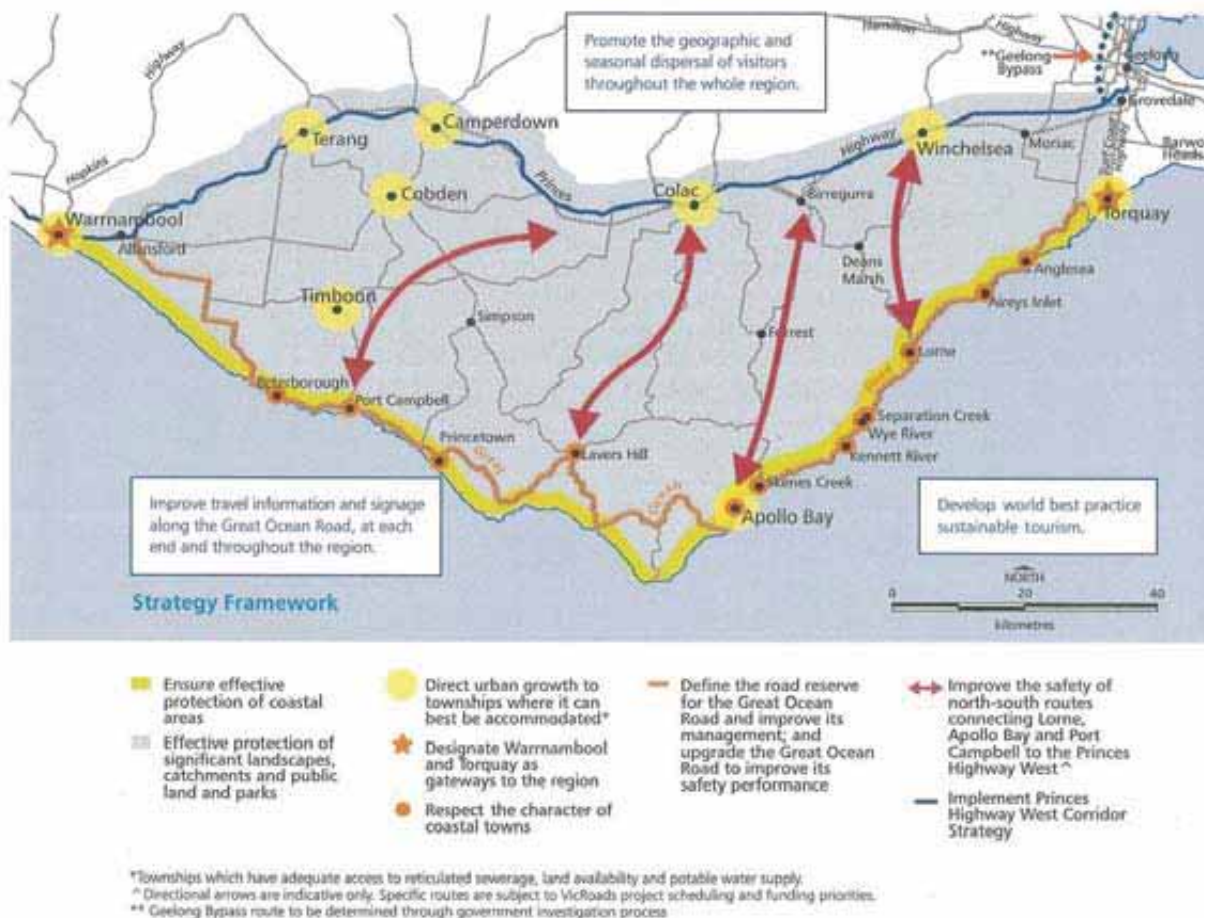 Promote the geographic and
seasonal dispersal of visitors
throughout the whole region.
Highway
Hamilton
Highway
**Geelong
Bypass
Geelong
Grovedale
Moriac
Barwon
Heads
Surf Coast
Highway
Terang
Camperdown
Winchelsea
Highway
Hopkins
Cobden
Princes
Colac
Birregurra
Torquay
Warrnambool
Allansford
Deans
Marsh
Anglesea
Timboon
Simpson
Aireys Inlet
Forrest
Lorne
Peterborough
Port Campbell
Great
Separation Creek
Wye River
Princetown
Great
Lavers Hill
Kennett River
Skenes Creek
Ocean
Apollo Bay
Improve travel information and signage
along the Great Ocean Road, at each
end and throughout the region.
Develop world best practice
sustainable tourism.
Strategy Framework
NORTH
0 20 40
kilometres
Ensure effective
protection of coastal
areas
Effective protection of
significant landscapes,
catchments and public
land and parks
Direct urban growth to
townships where it can
best be accommodated*
Designate Warrnambool
and Torquay as
gateways to the region
Respect the character of
coastal towns
Define the road reserve
for the Great Ocean
Road and improve its
management; and
upgrade the Great Ocean
Road to improve its
safety performance
Improve the safety of
north-south routes
connecting Lorne,
Apollo Bay and Port
Campbell to the Princes
Highway West^
Implement Princes
Highway West Corridor
Strategy
*Townships which have adequate access to reticulated sewerage, land availability and potable water supply.
^ Directional arrows are indicative only. Specific routes are subject to VicRoads project scheduling and funding priorities.
** Geelong Bypass route to be determined through government investigation process